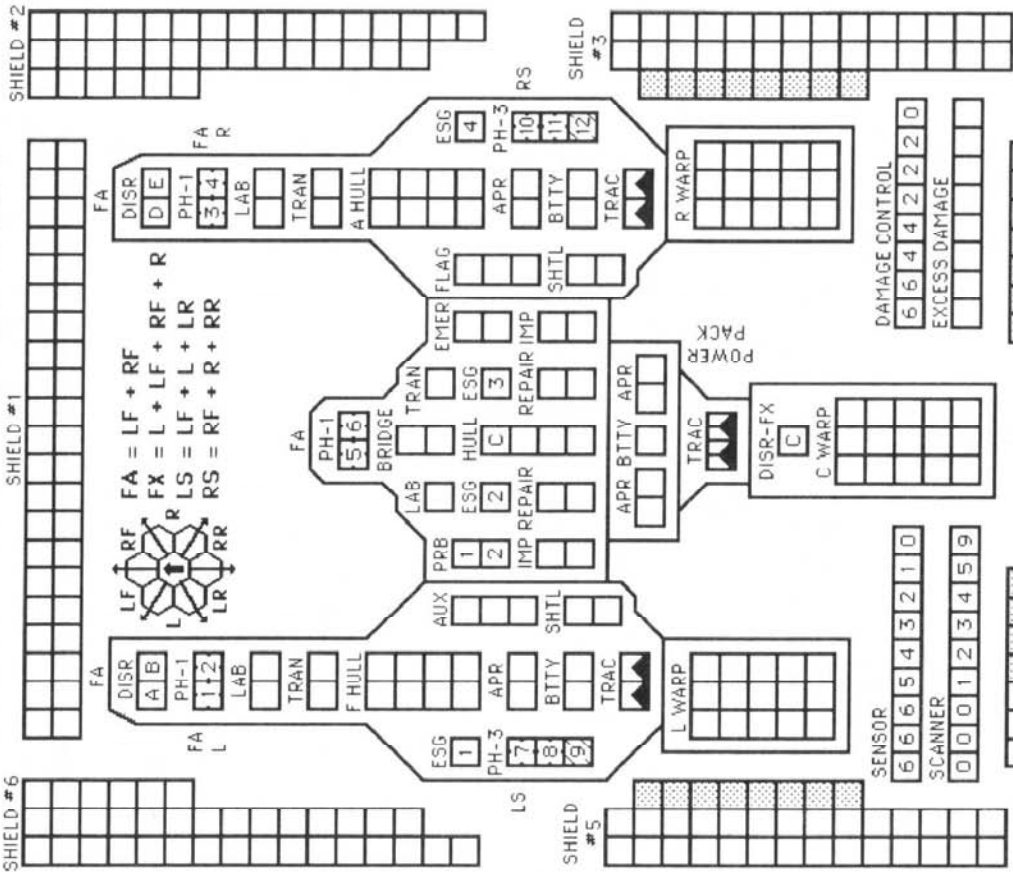 SHIELD #1
SHIELD #6
SHIELD #2
LF RF
L R
LR RR
FA = LF + RF
FX = L + LF + RF + R
LS = LF + L + LR
RS = RF + R + RR
FA
DISR
A B
PH-1
1 2
FA
L
LAB
TRAN
F HULL
ESG
1
PH-3
7
8
9
LS
APR
BTTY
TRAC
L WARP
AUX
SHTL
FA
PH-1
5 6
BRIDGE
LAB
TRAN
PRB
1
2
ESG
2
HULL
C
ESG
3
EMER
IMP
REPAIR
REPAIR
IMP
APR
BTTY
APR
POWER
PACK
TRAC
DISR-FX
C
C WARP
FA
DISR
D E
PH-1
3 4
FA
R
LAB
TRAN
A HULL
ESG
4
PH-3
10
11
12
RS
FLAG
SHTL
APR
BTTY
TRAC
R WARP
SHIELD
#5
SHIELD
#3
SENSOR
6 6 6 5 4 3 2 1 0
SCANNER
0 0 0 1 2 3 4 5 9
DAMAGE CONTROL
6 6 4 4 2 2 2 0
EXCESS DAMAGE